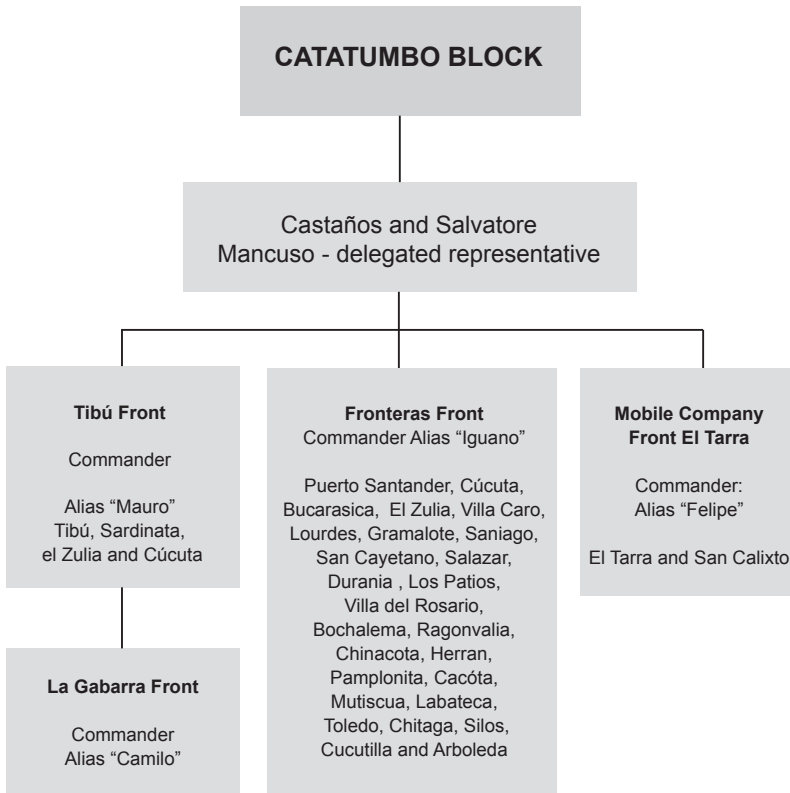 CATATUMBO BLOCK
Castaños and Salvatore
Mancuso - delegated representative
Tibú Front
Commander
Alias “Mauro”
Tibú, Sardinata,
el Zulia and Cúcuta
La Gabarra Front
Commander
Alias “Camilo”
Fronteras Front
Commander Alias “Iguano”
Puerto Santander, Cúcuta,
Bucarasica, El Zulia, Villa Caro,
Lourdes, Gramalote, Saniago,
San Cayetano, Salazar,
Durania , Los Patios,
Villa del Rosario,
Bochalema, Ragonvalia,
Chinacota, Herran,
Pamplonita, Cacóta,
Mutiscua, Labateca,
Toledo, Chitaga, Silos,
Cucutilla and Arboleda
Mobile Company
Front El Tarra
Commander:
Alias “Felipe”
El Tarra and San Calixto